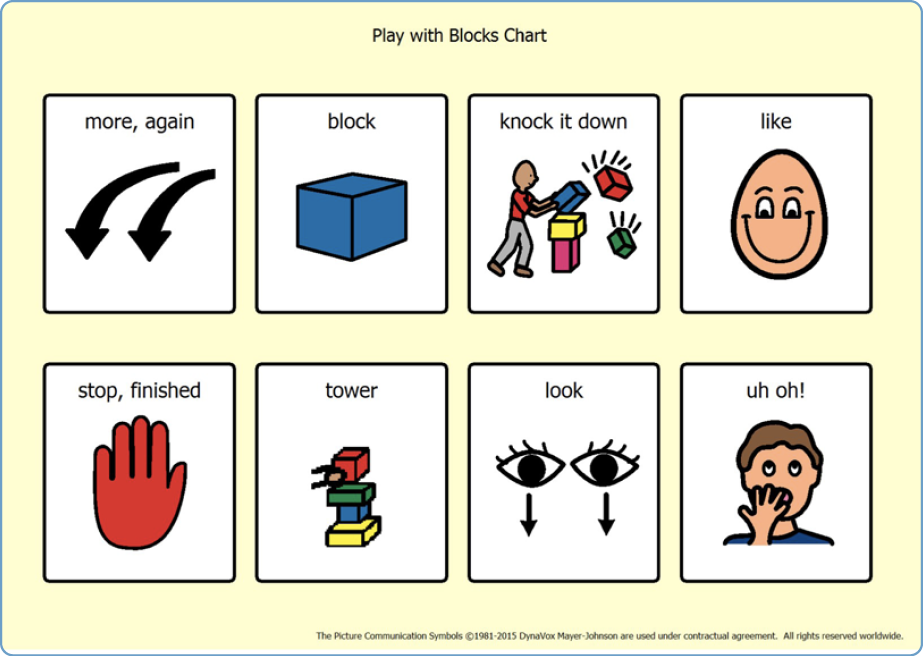 Play with Blocks Chart
more, again
block
knock it down
like
stop, finished
tower
look
uh oh!
The Picture Communication Symbols ©1981-2015 DynaVox Mayer-Johnson are used under contractual agreement. All rights reserved worldwide.